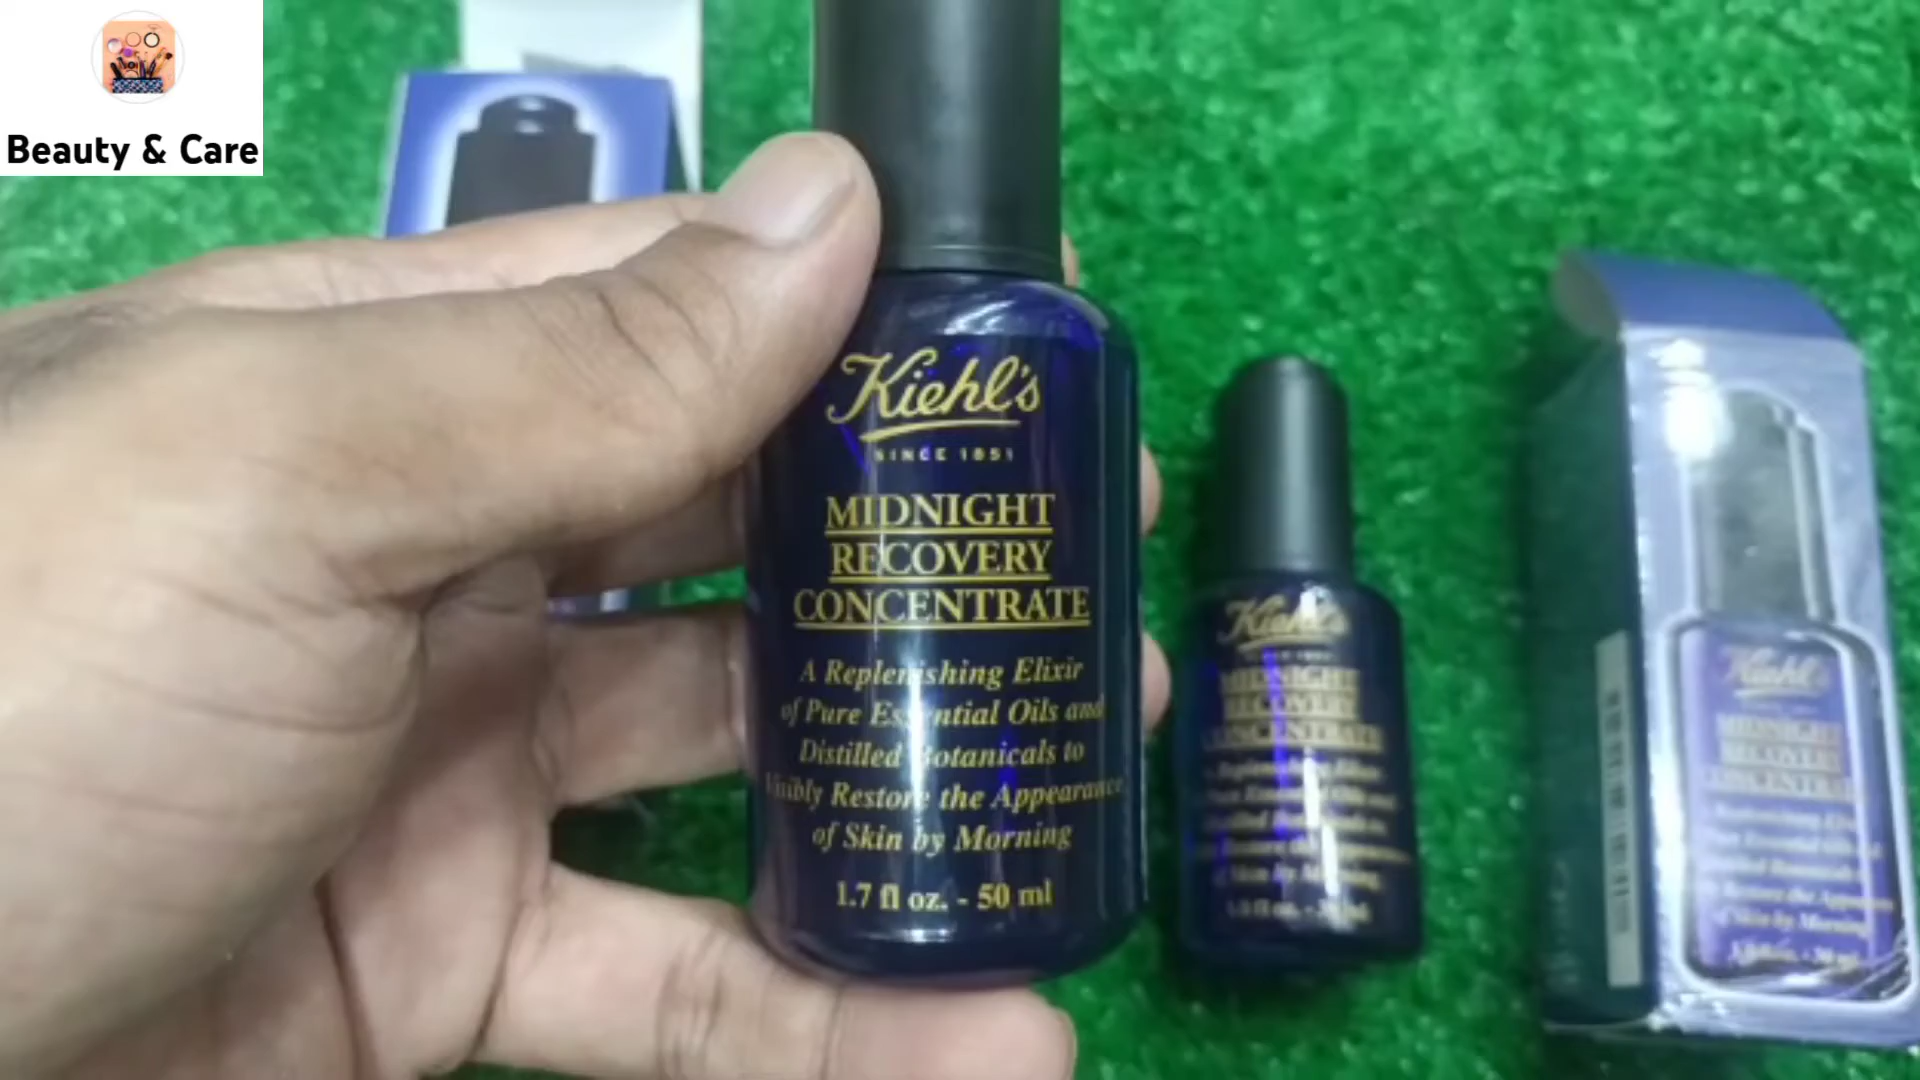 Beauty & Care
Kiehl's
SINCE 1851
MIDNIGHT
RECOVERY
CONCENTRATE
A Replenishing Elixir
of Pure Essential Oils and
Distilled Botanicals to
Visibly Restore the Appearance
of Skin by Morning
1.7 fl oz. - 50 ml
Kiehl's
MIDNIGHT
RECOVERY
CONCENTRATE
Kiehl's
MIDNIGHT
RECOVERY